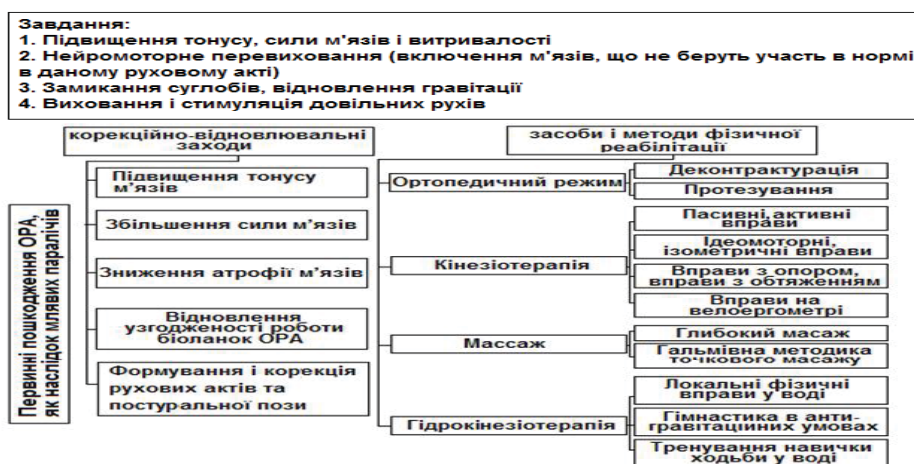 Завдання:
1. Підвищення тонусу, сили м'язів і витривалості
2. Нейромоторне перевиховання (включення м'язів, що не беруть участь в нормі
в даному руховому акті)
3. Замикання суглобів, відновлення гравітації
4. Виховання і стимуляція довільних рухів
корекційно-відновлювальні
заходи
засоби і методи фізичної
реабілітації
Первинні пошкодження ОРА,
як наслідок млявих паралічів
Підвищення тонусу
м’язів
Збільшення сили м’язів
Зниження атрофії м’язів
Відновлення
узгодженості роботи
біоланок ОРА
Формування і корекція
рухових актів та
постуральної пози
Ортопедичний режим
Деконтрактурація
Протезування
Кінезіотерапія
Пасивні, активні
вправи
Ідеомоторні,
ізометричні вправи
Вправи з опором,
вправи з обтяженням
Вправи на
велоергометрі
Массаж
Глибокий масаж
Гальмівна методика
точкового масажу
Гідрокінезіотерапія
Локальні фізичні
вправи у воді
Гімнастика в анти-
гравітаційних умовах
Тренування навички
ходьби у воді